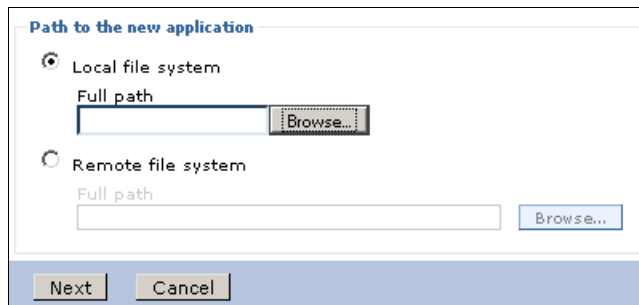 Path to the new application
Local file system
Full path
Browse...
Remote file system
Full path
Browse...
Next Cancel